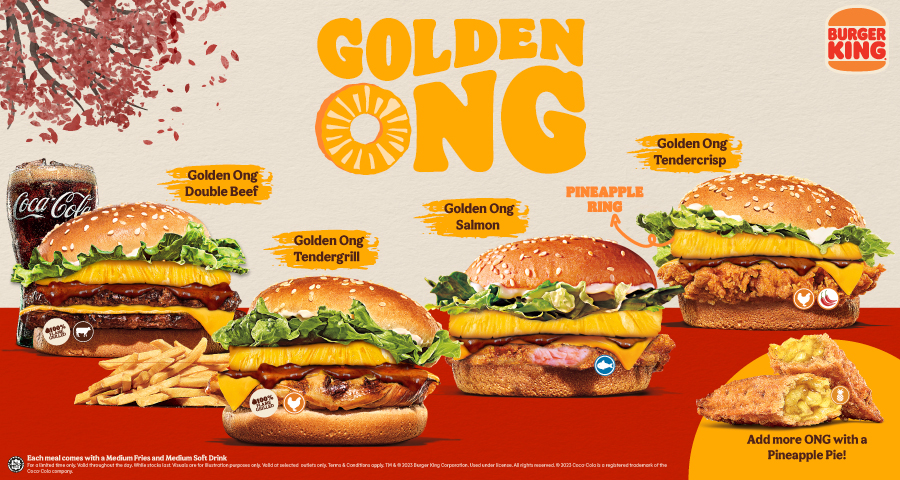 GOLDEN
ONG
BURGER
KING
Golden Ong
Double Beef
Golden Ong
Tendergrill
Golden Ong
Salmon
Golden Ong
Tendercrisp
PINEAPPLE
RING
Coca-Cola
100%
100%
Add more ONG with a
Pineapple Pie!
Each meal comes with a Medium Fries and Medium Soft Drink
For a limited time only. Valid throughout the day. While stocks last. Visuals are for illustration purposes only. Valid at selected outlets only. Terms & Conditions apply. TM & © 2023 Burger King Corporation. Used under license. All rights reserved. © 2023 Coca-Cola is a registered trademark of the
Coca-Cola company.